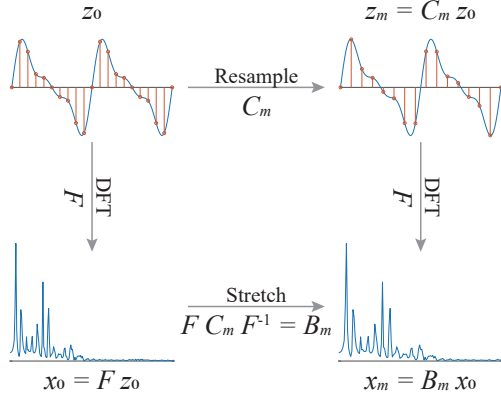 z₀
zₘ = Cₘ z₀
Resample
Cₘ
DFT
F
DFT
F
Stretch
F Cₘ F⁻¹ = Bₘ
x₀ = F z₀
xₘ = Bₘ x₀